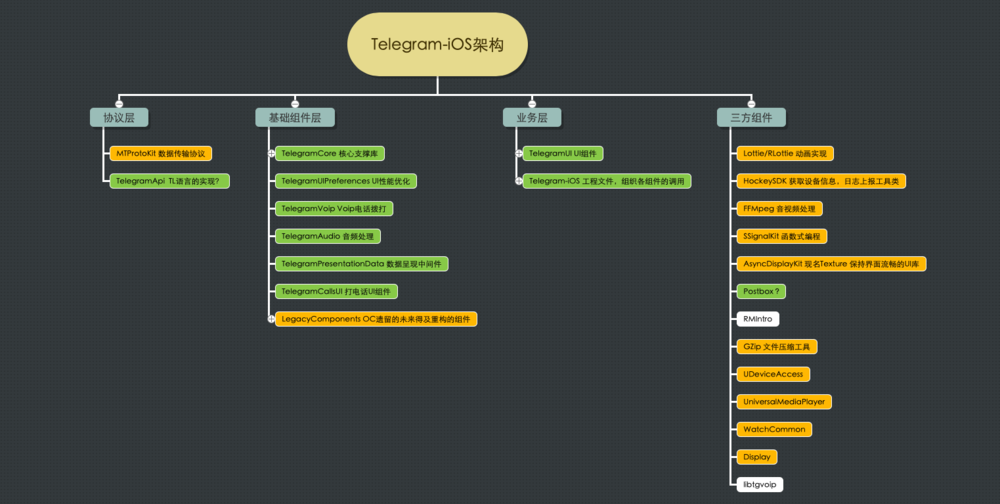 Telegram-iOS架构
协议层
MTProtoKit 数据传输协议
TelegramApi TL语言的实现?
基础组件层
TelegramCore 核心支撑库
TelegramUIPreferences UI性能优化
TelegramVoip Voip电话拨打
TelegramAudio 音频处理
TelegramPresentationData 数据呈现中间件
TelegramCallsUI 打电话UI组件
LegacyComponents OC遗留的未来得及重构的组件
业务层
TelegramUI UI组件
Telegram-iOS 工程文件，组织各组件的调用
三方组件
Lottie/RLottie 动画实现
HockeySDK 获取设备信息，日志上报工具类
FFMpeg 音视频处理
SSignalKit 函数式编程
AsyncDisplayKit 现名Texture 保持界面流畅的UI库
Postbox？
RMIntro
GZip 文件压缩工具
UDeviceAccess
UniversalMediaPlayer
WatchCommon
Display
libtgvoip